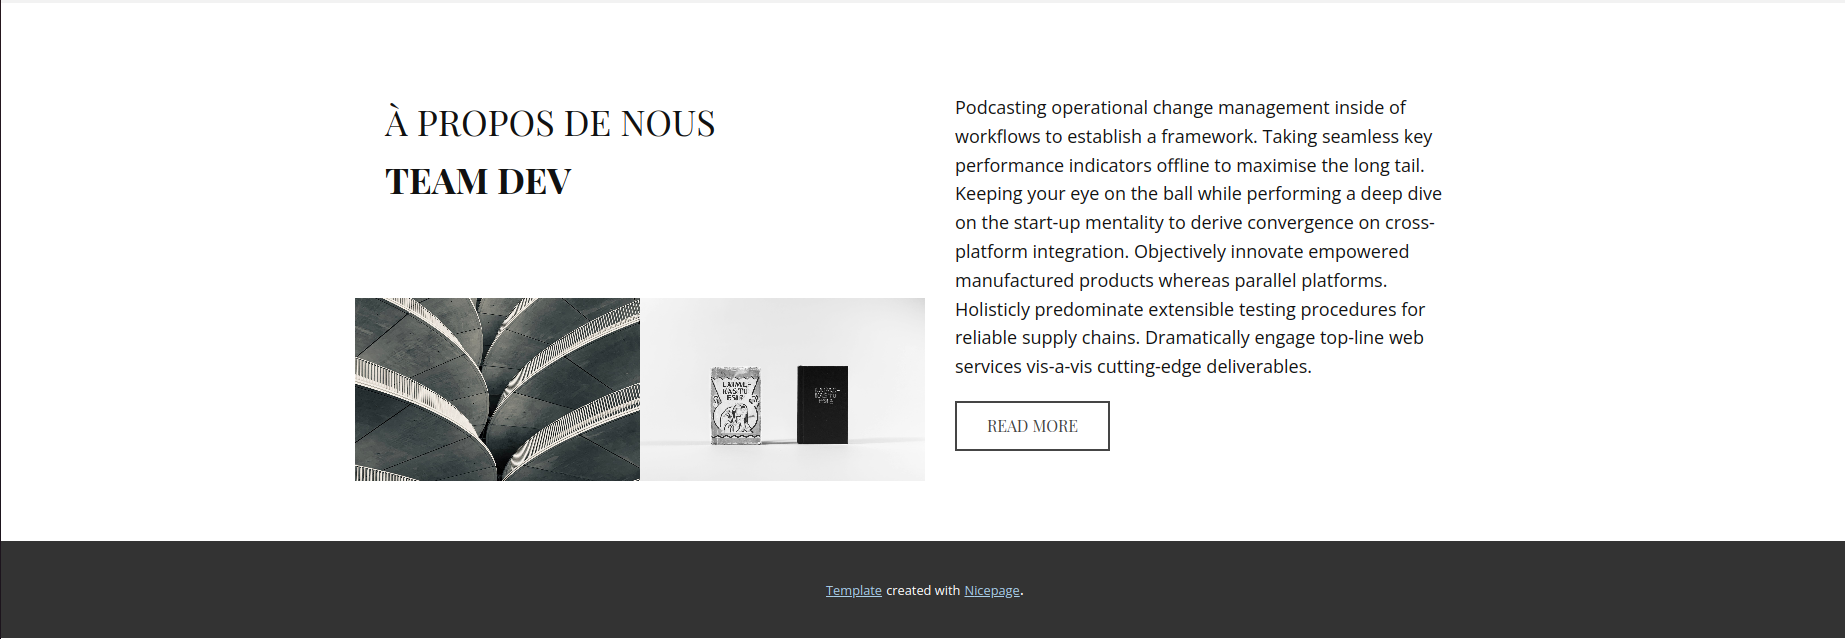 À PROPOS DE NOUS
TEAM DEV
Podcasting operational change management inside of
workflows to establish a framework. Taking seamless key
performance indicators offline to maximise the long tail.
Keeping your eye on the ball while performing a deep dive
on the start-up mentality to derive convergence on cross-
platform integration. Objectively innovate empowered
manufactured products whereas parallel platforms.
Holisticly predominate extensible testing procedures for
reliable supply chains. Dramatically engage top-line web
services vis-a-vis cutting-edge deliverables.
READ MORE
Template created with Nicepage.